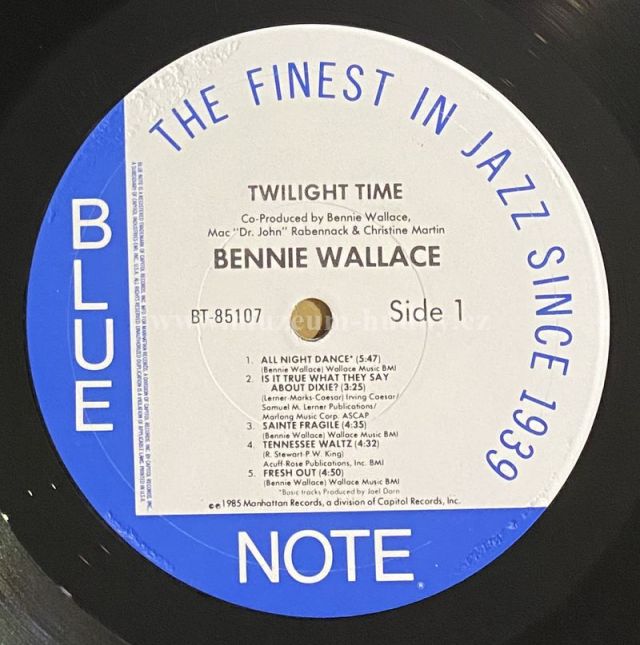 THE FINEST IN JAZZ SINCE 1939
BLUE
NOTE
TWILIGHT TIME
Co-Produced by Bennie Wallace,
Mac "Dr. John" Rabennack & Christine Martin
BENNIE WALLACE
BT-85107
Side 1
1. ALL NIGHT DANCE* (5:47)
(Bennie Wallace) Wallace Music BMI
2. IS IT TRUE WHAT THEY SAY
ABOUT DIXIE? (3:25)
(Lerner-Marks-Caesar) Irving Caesar/
Samuel M. Lerner Publications/
Marlong Music Corp. ASCAP
3. SAINTE FRAGILE (4:35)
(Bennie Wallace) Wallace Music BMI
4. TENNESSEE WALTZ (4:32)
(R. Stewart-P.W. King)
Acuff-Rose Publications, Inc. BMI
5. FRESH OUT (4:50)
(Bennie Wallace) Wallace Music BMI
*Basic tracks Produced by Joel Dorn
©℗1985 Manhattan Records, a division of Capitol Records, Inc.